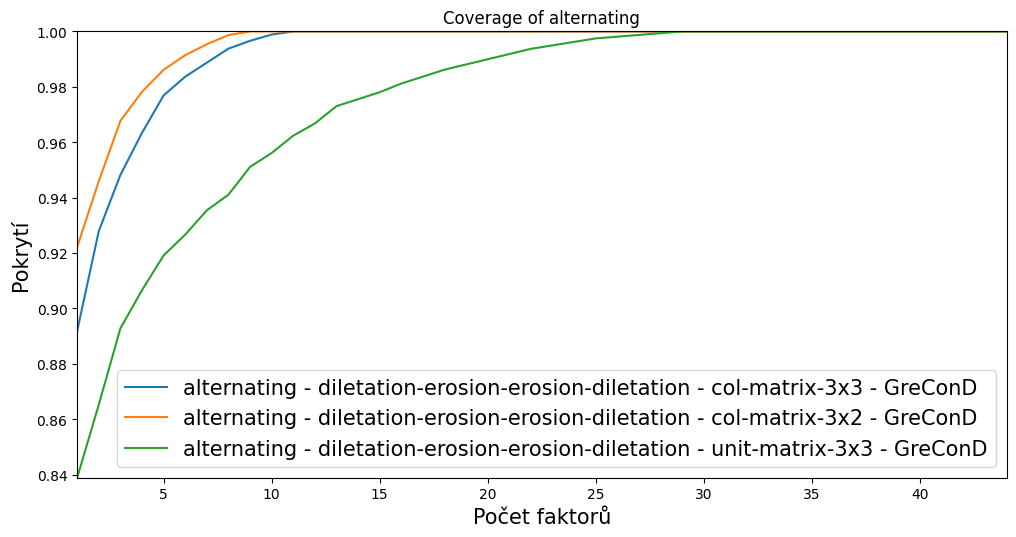 Coverage of alternating
1.00
0.98
0.96
0.94
0.92
0.90
0.88
0.86
0.84
Pokrytí
alternating - diletation-erosion-erosion-diletation - col-matrix-3x3 - GreConD
alternating - diletation-erosion-erosion-diletation - col-matrix-3x2 - GreConD
alternating - diletation-erosion-erosion-diletation - unit-matrix-3x3 - GreConD
5 10 15 20 25 30 35 40
Počet faktorů